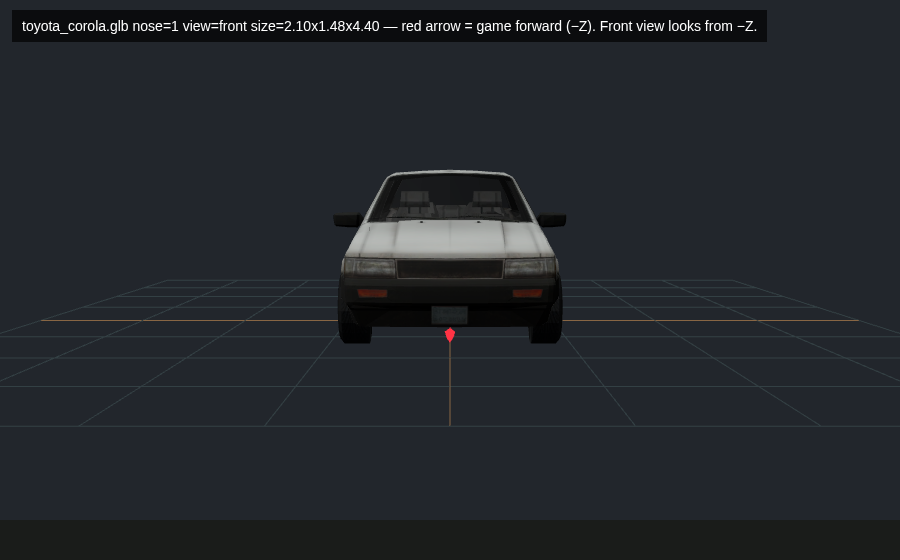 toyota_corola.glb nose=1 view=front size=2.10x1.48x4.40 — red arrow = game forward (−Z). Front view looks from −Z.